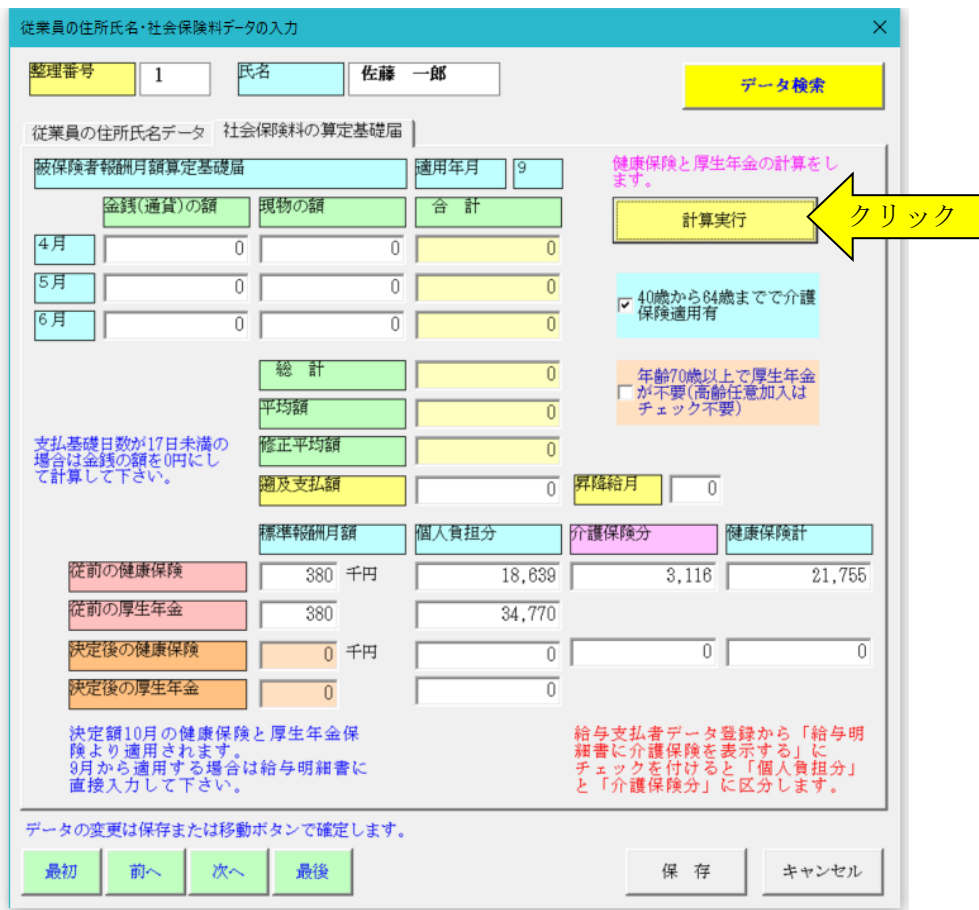 従業員の住所氏名・社会保険料データの入力
整理番号 1 氏名 佐藤 一郎
データ検索
従業員の住所氏名データ 社会保険料の算定基礎届
被保険者報酬月額算定基礎届 適用年月 9
健康保険と厚生年金の計算をし
ます。
金銭(通貨)の額 現物の額 合 計
計算実行 クリック
4月 0 0 0
5月 0 0 0
6月 0 0 0
40歳から64歳までで介護
保険適用有
総 計 0
平均額 0
修正平均額 0
遡及支払額 0 昇降給月 0
年齢70歳以上で厚生年金
が不要(高齢任意加入は
チェック不要)
支払基礎日数が17日未満の
場合は金銭の額を0円にし
て計算して下さい。
標準報酬月額 個人負担分 介護保険分 健康保険計
従前の健康保険 380 千円 18,639 3,116 21,755
従前の厚生年金 380 34,770
決定後の健康保険 0 千円 0 0 0
決定後の厚生年金 0 0
決定額10月の健康保険と厚生年金保
険より適用されます。
9月から適用する場合は給与明細書に
直接入力して下さい。
給与支払者データ登録から「給与明
細書に介護保険を表示する」に
チェックを付けると「個人負担分」
と「介護保険分」に区分します。
データの変更は保存または移動ボタンで確定します。
最初 前へ 次へ 最後 保 存 キャンセル